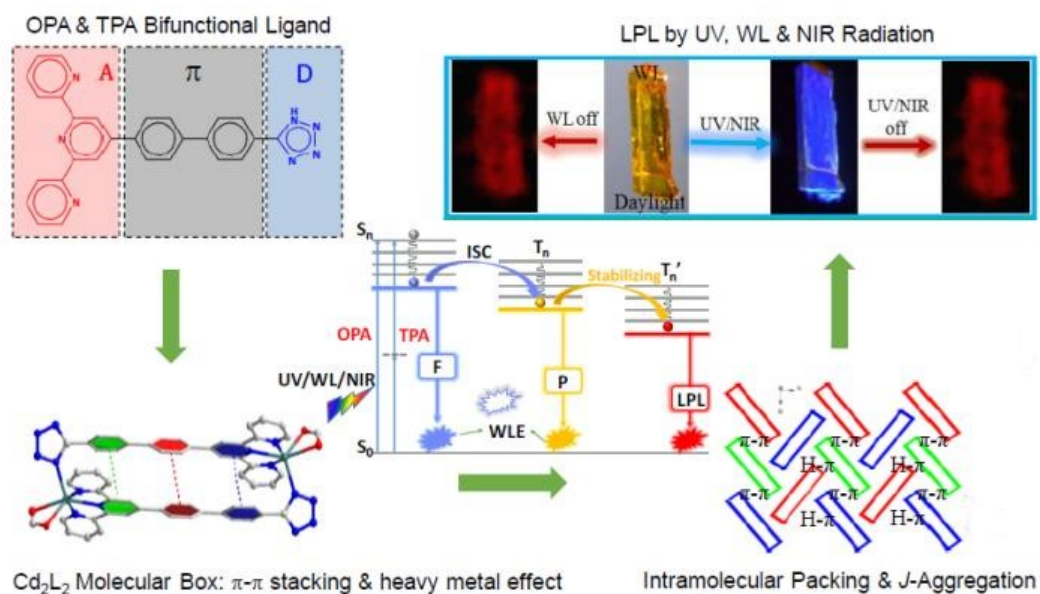 OPA & TPA Bifunctional Ligand
LPL by UV, WL & NIR Radiation
A
π
D
N
N
N
H
N
N
N
N
WL off
WL
Daylight
UV/NIR
UV/NIR
off
Sn
ISC
Tn
Stabilizing
Tn'
OPA
TPA
F
P
LPL
UV/WL/NIR
WLE
S0
π-π
π-π
π-π
H-π
H-π
π-π
π-π
π-π
H-π
H-π
Cd2L2 Molecular Box: π-π stacking & heavy metal effect
Intramolecular Packing & J-Aggregation